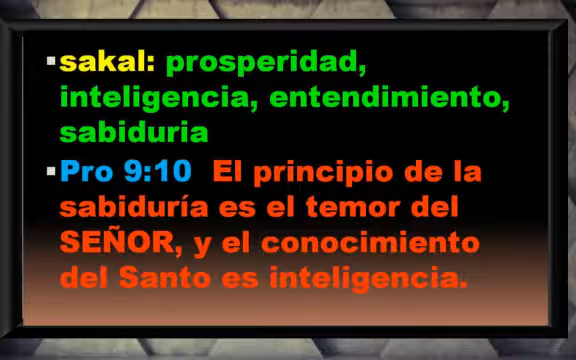 ▪sakal: prosperidad,
inteligencia, entendimiento,
sabiduria
▪Pro 9:10 El principio de la
sabiduría es el temor del
SEÑOR, y el conocimiento
del Santo es inteligencia.